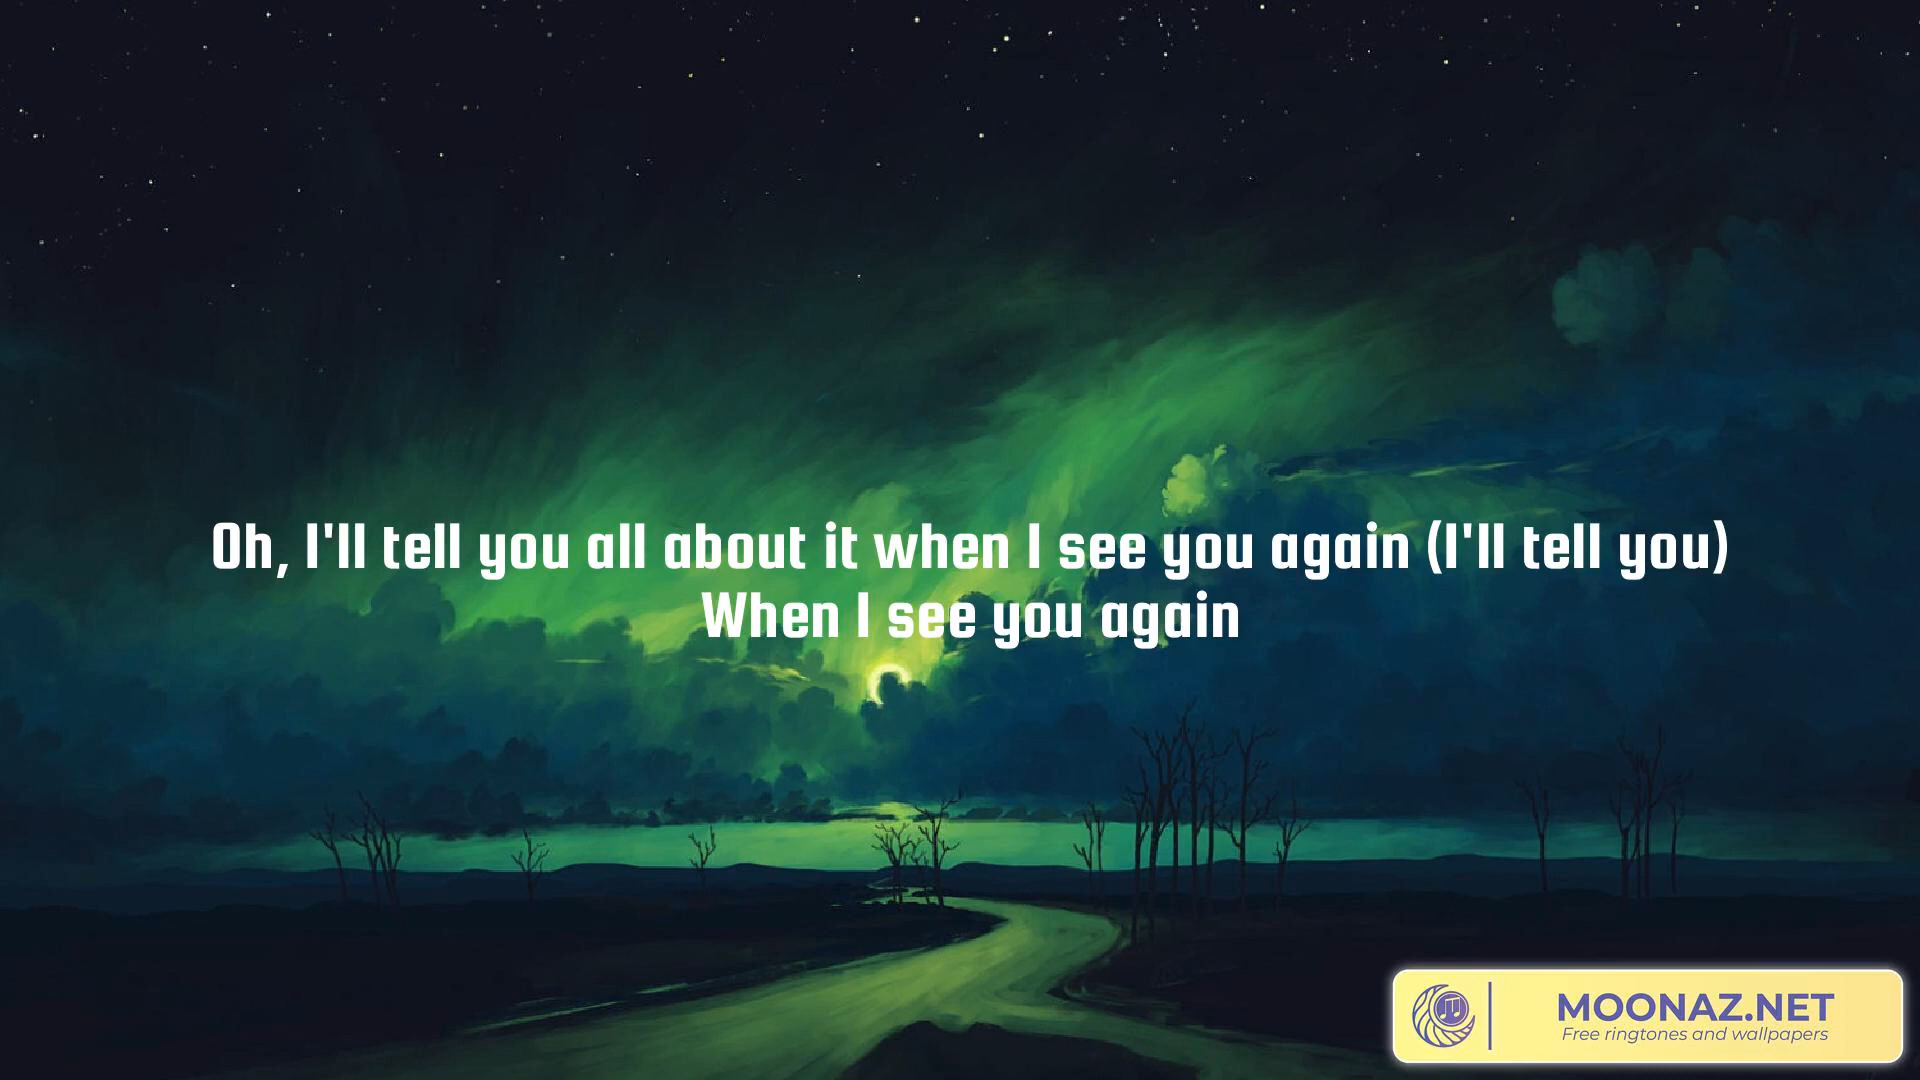 Oh, I'll tell you all about it when I see you again (I'll tell you)
When I see you again
MOONAZ.NET
Free ringtones and wallpapers